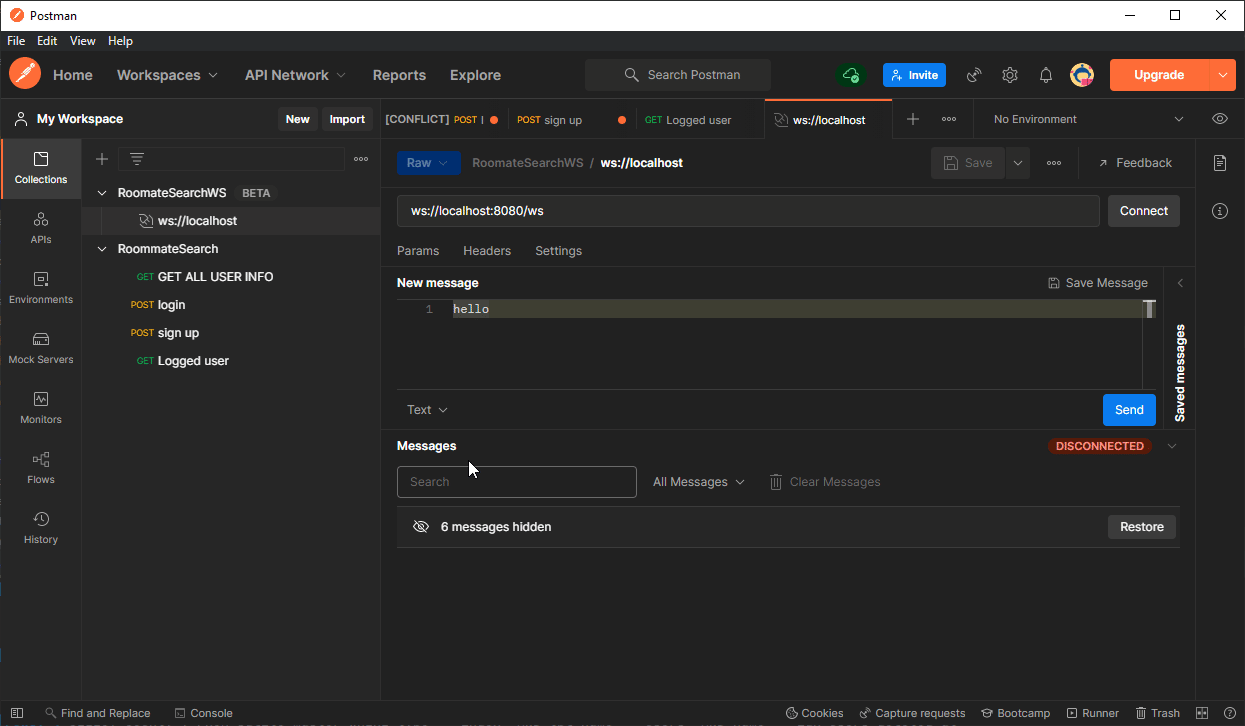 Postman
File Edit View Help
Home Workspaces API Network Reports Explore Search Postman Invite Upgrade
My Workspace New Import
[CONFLICT] POST l POST sign up GET Logged user ws://localhost No Environment
Collections
APIs
Environments
Mock Servers
Monitors
Flows
History
RoomateSearchWS BETA
ws://localhost
RoommateSearch
GET GET ALL USER INFO
POST login
POST sign up
GET Logged user
Raw RoomateSearchWS / ws://localhost Save Feedback
ws://localhost:8080/ws Connect
Params Headers Settings
New message Save Message
1 hello
Saved messages
Text Send
Messages DISCONNECTED
Search All Messages Clear Messages
6 messages hidden Restore
Find and Replace Console Cookies Capture requests Bootcamp Runner Trash